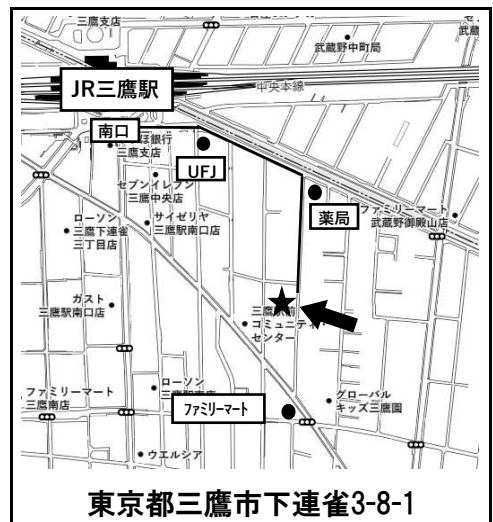 三鷹支店
武蔵野中町局
武蔵
JR三鷹駅
中央本線
南口
ほ銀行
三鷹支店
UFJ
セブンイレブン
三鷹中央店
薬局
ファミリーマート
武蔵野御殿山店
ローソン
三鷹下連雀
三丁目店
サイゼリヤ
三鷹駅南口店
ガスト
三鷹駅南口店
三鷹駅前
コミュニティ
センター
ファミリーマート
三鷹南店
ローソン
ファミリーマート
グローバル
キッズ三鷹園
ウエルシア
東京都三鷹市下連雀3-8-1